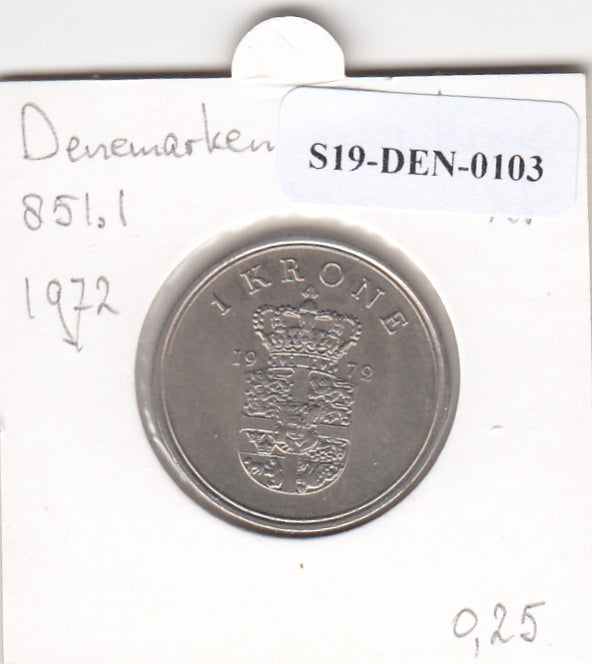 Denemarken
S19-DEN-0103
851.1
1972
1 KRONE
19 72
0,25